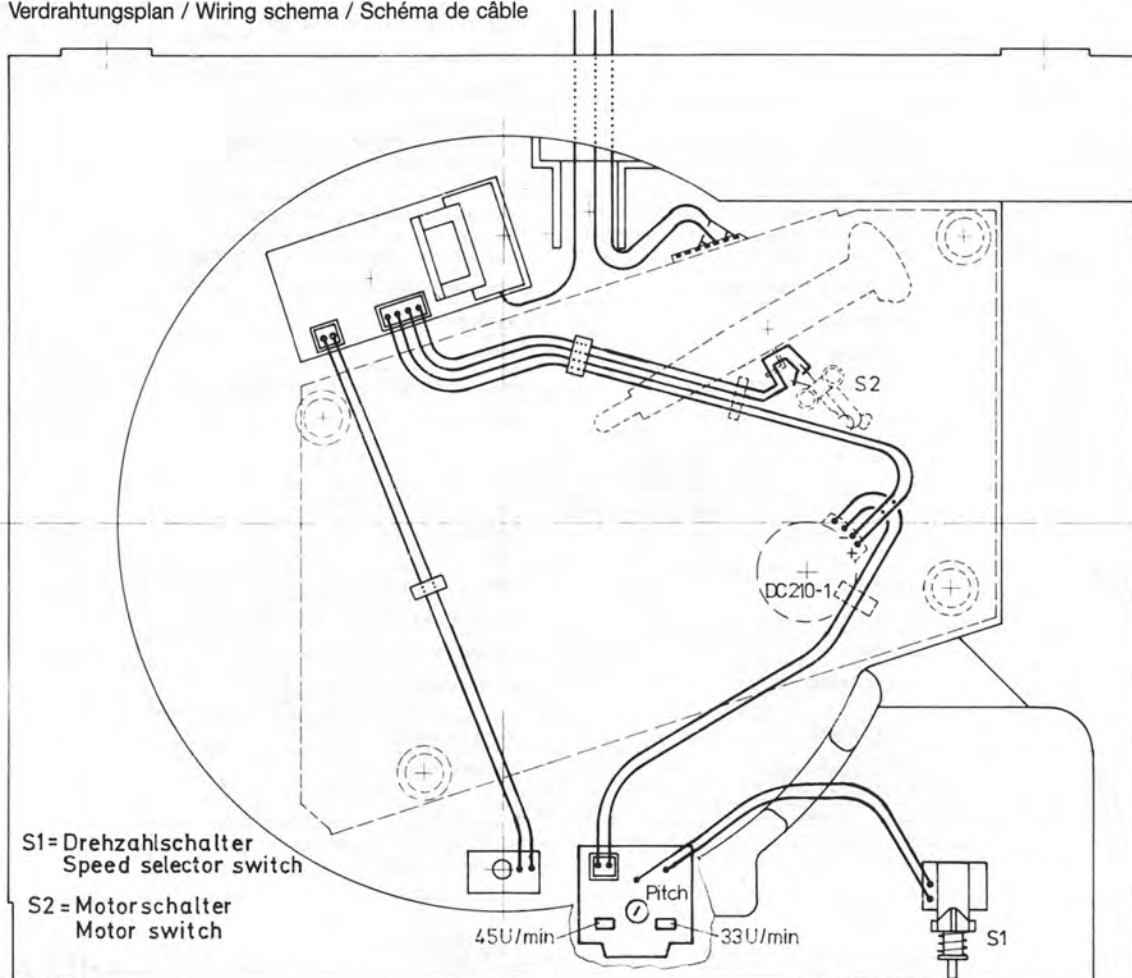 Verdrahtungsplan / Wiring schema / Schéma de câble
S2
DC210-1
S1= Drehzahlschalter
Speed selector switch
S2 = Motorschalter
Motor switch
Pitch
45U/min
33U/min
S1